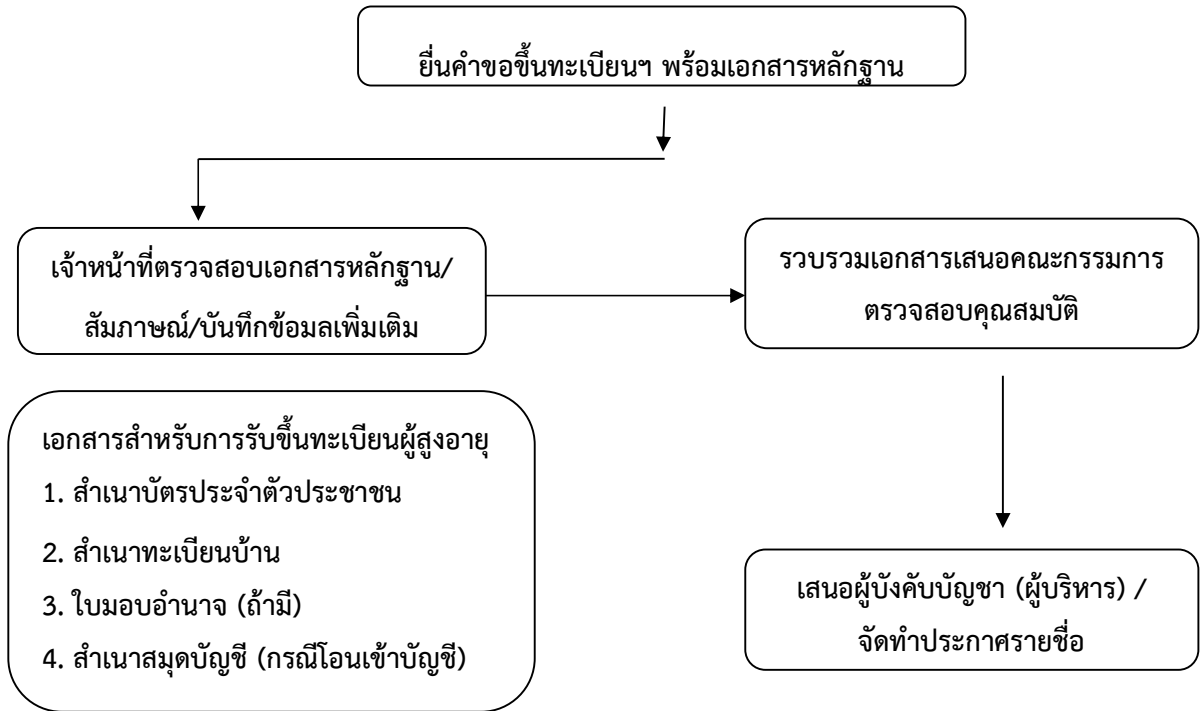 ยื่นคำขอขึ้นทะเบียนฯ พร้อมเอกสารหลักฐาน
เจ้าหน้าที่ตรวจสอบเอกสารหลักฐาน/
สัมภาษณ์/บันทึกข้อมลเพิ่มเติม
รวบรวมเอกสารเสนอคณะกรรมการ
ตรวจสอบคุณสมบัติ
เอกสารสำหรับการรับขึ้นทะเบียนผู้สูงอายุ
1. สำเนาบัตรประจำตัวประชาชน
2. สำเนาทะเบียนบ้าน
3. ใบมอบอำนาจ (ถ้ามี)
4. สำเนาสมุดบัญชี (กรณีโอนเข้าบัญชี)
เสนอผู้บังคับบัญชา (ผู้บริหาร) /
จัดทำประกาศรายชื่อ